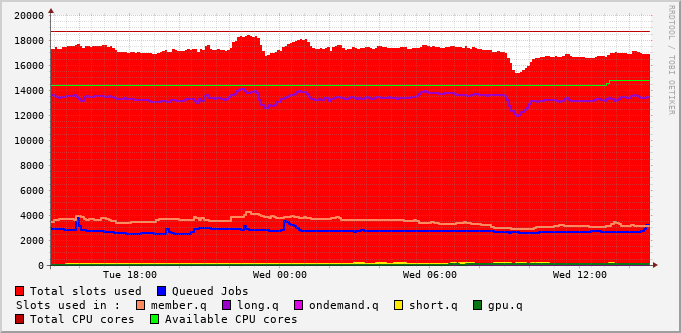 20000
18000
16000
14000
12000
10000
8000
6000
4000
2000
0
Tue 18:00 Wed 00:00 Wed 06:00 Wed 12:00
RRDTOOL / TOBI OETIKER
Total slots used Queued Jobs
Slots used in : member.q long.q ondemand.q short.q gpu.q
Total CPU cores Available CPU cores